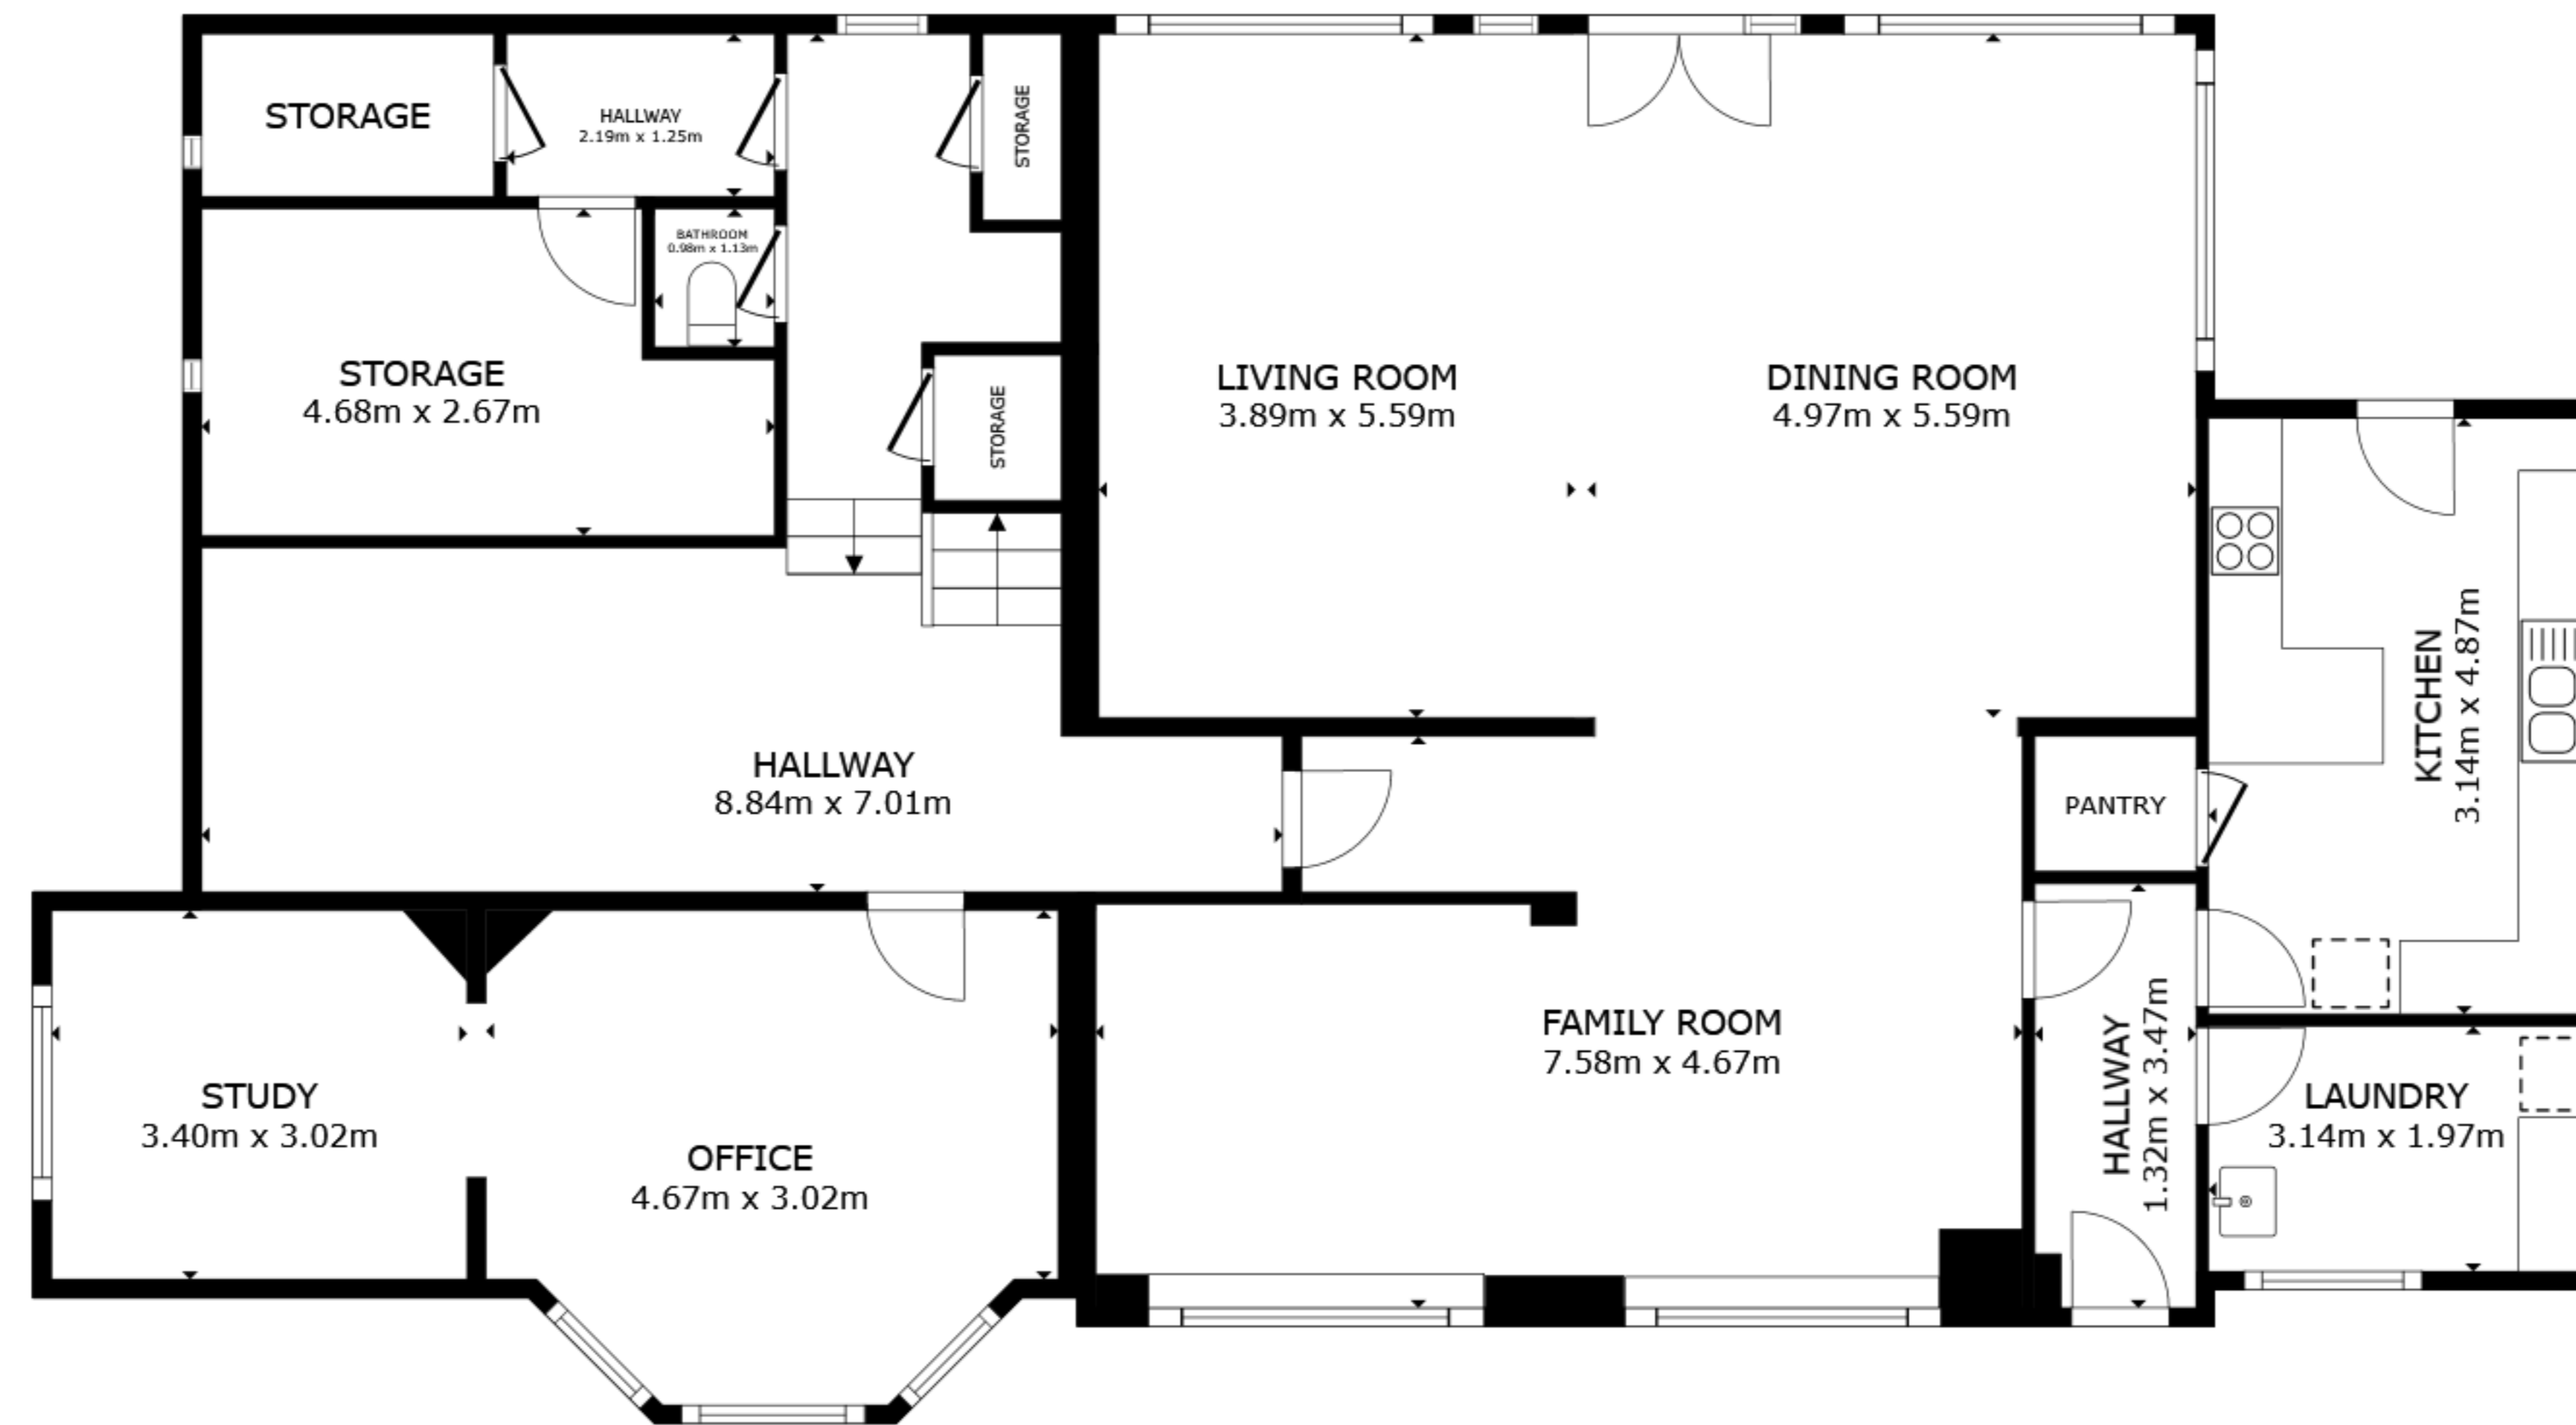 STORAGE
HALLWAY
2.19m x 1.25m
STORAGE
BATHROOM
0.98m x 1.13m
STORAGE
4.68m x 2.67m
STORAGE
LIVING ROOM
3.89m x 5.59m
DINING ROOM
4.97m x 5.59m
KITCHEN
3.14m x 4.87m
HALLWAY
8.84m x 7.01m
PANTRY
STUDY
3.40m x 3.02m
OFFICE
4.67m x 3.02m
FAMILY ROOM
7.58m x 4.67m
HALLWAY
1.32m x 3.47m
LAUNDRY
3.14m x 1.97m